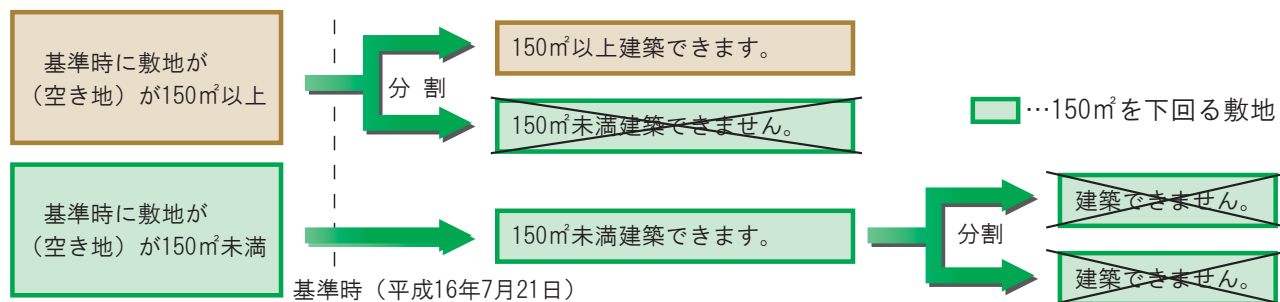 基準時に敷地が
(空き地)が150㎡以上
分 割
150㎡以上建築できます。
150㎡未満建築できません。
…150㎡を下回る敷地
基準時に敷地が
(空き地)が150㎡未満
150㎡未満建築できます。
分割
建築できません。
建築できません。
基準時（平成16年7月21日）